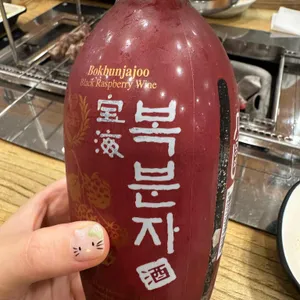 Bokbunjajoo
Black Raspberry Wine
宝海
복분자
酒